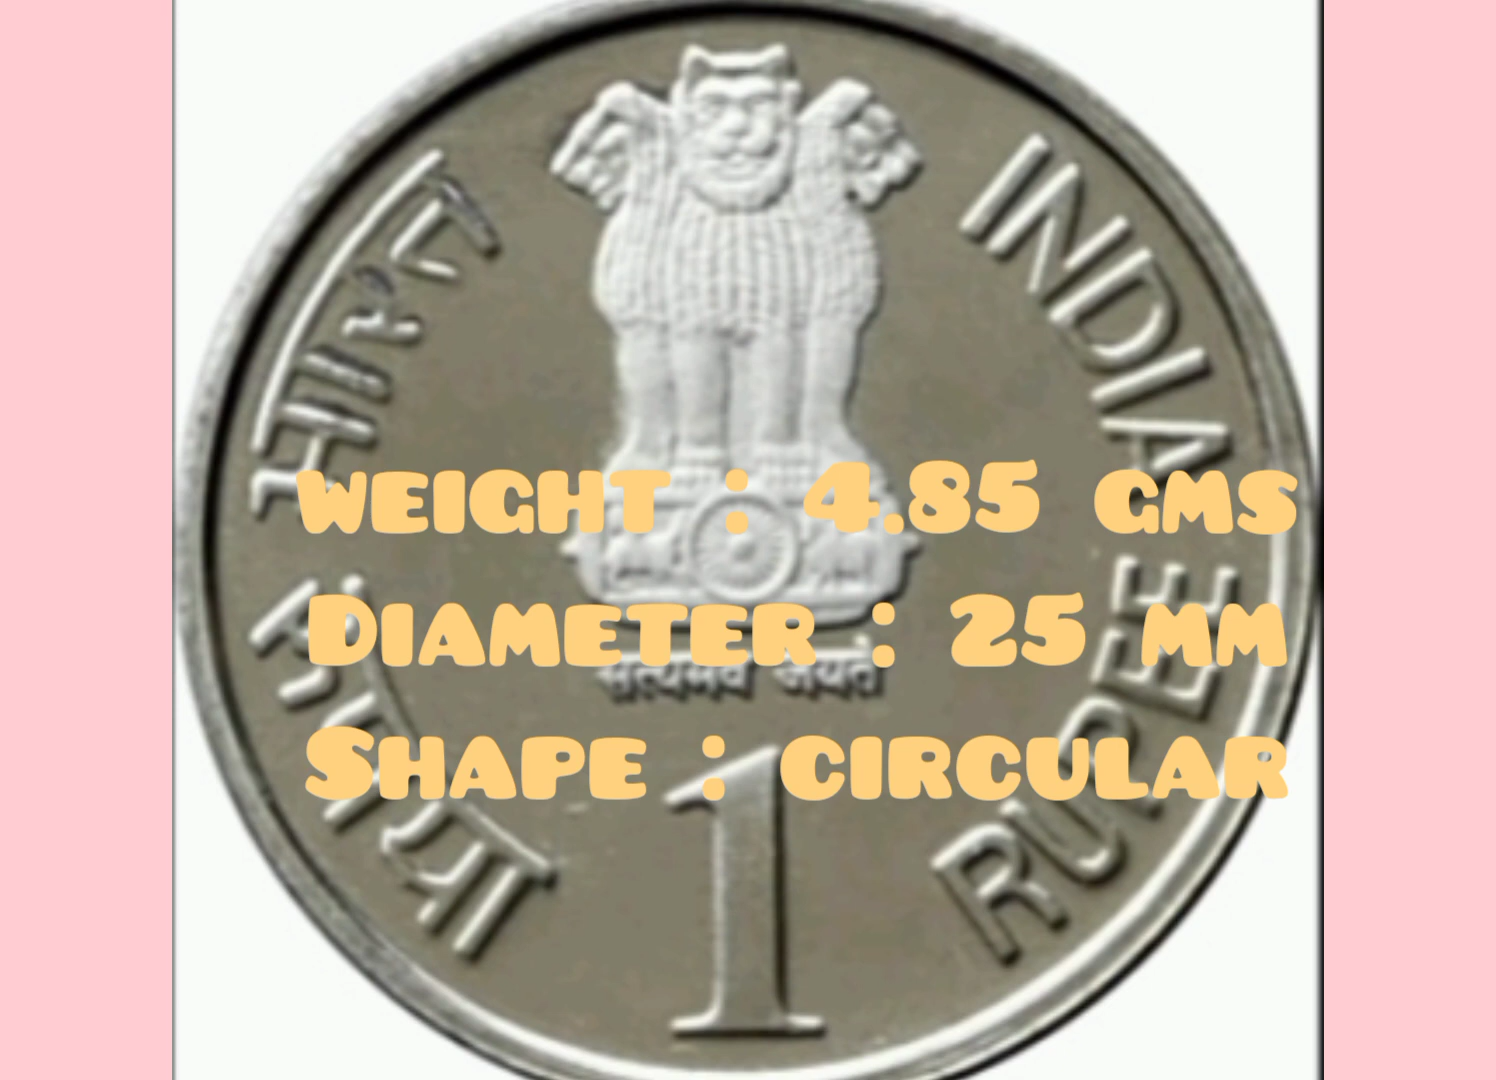 भारत
INDIA
WEIGHT : 4.85 GMS
DIAMETER : 25 MM
सत्यमेव जयते
SHAPE : CIRCULAR
रुपया
RUPEE
1